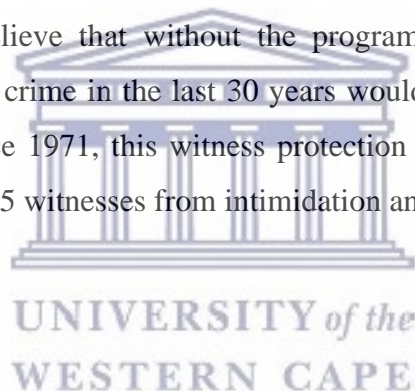 elieve that without the program
crime in the last 30 years would
e 1971, this witness protection
5 witnesses from intimidation an
UNIVERSITY of the
WESTERN CAPE